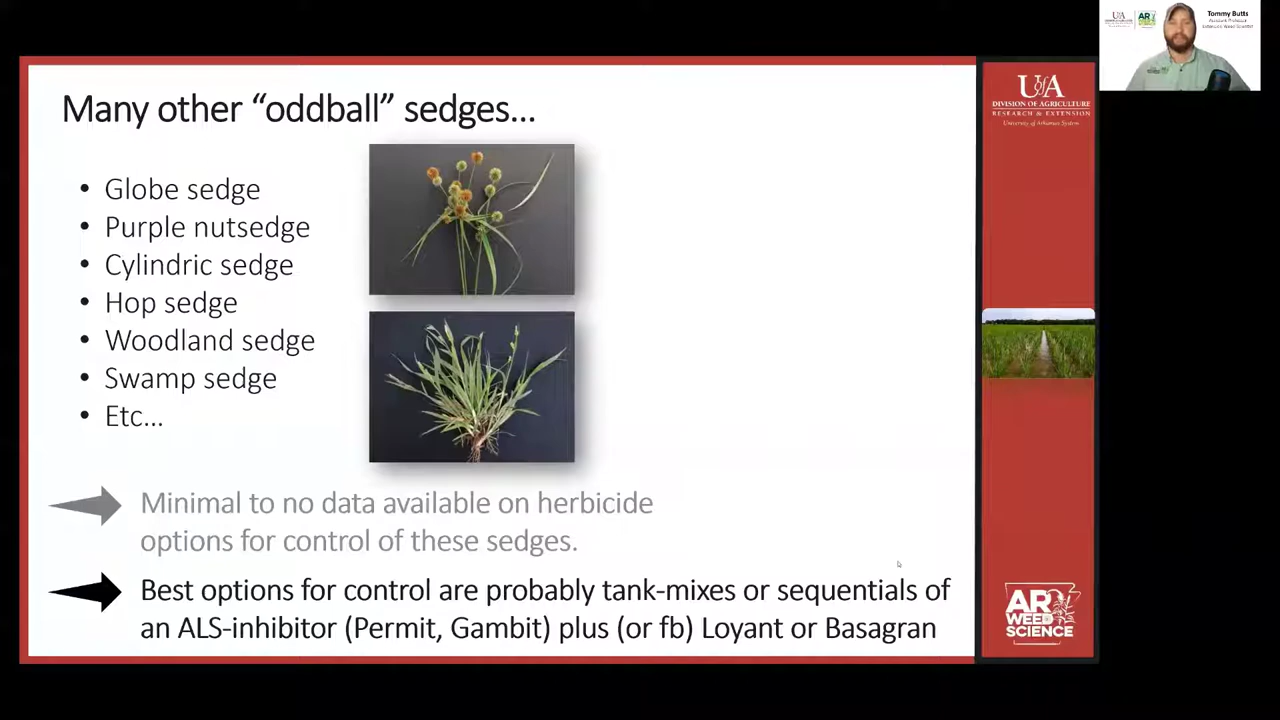 Many other “oddball” sedges...
• Globe sedge
• Purple nutsedge
• Cylindric sedge
• Hop sedge
• Woodland sedge
• Swamp sedge
• Etc...
Minimal to no data available on herbicide
options for control of these sedges.
Best options for control are probably tank-mixes or sequentials of
an ALS-inhibitor (Permit, Gambit) plus (or fb) Loyant or Basagran
UofA
DIVISION OF AGRICULTURE
RESEARCH & EXTENSION
University of Arkansas System
AR
WEED
SCIENCE
Tommy Butts